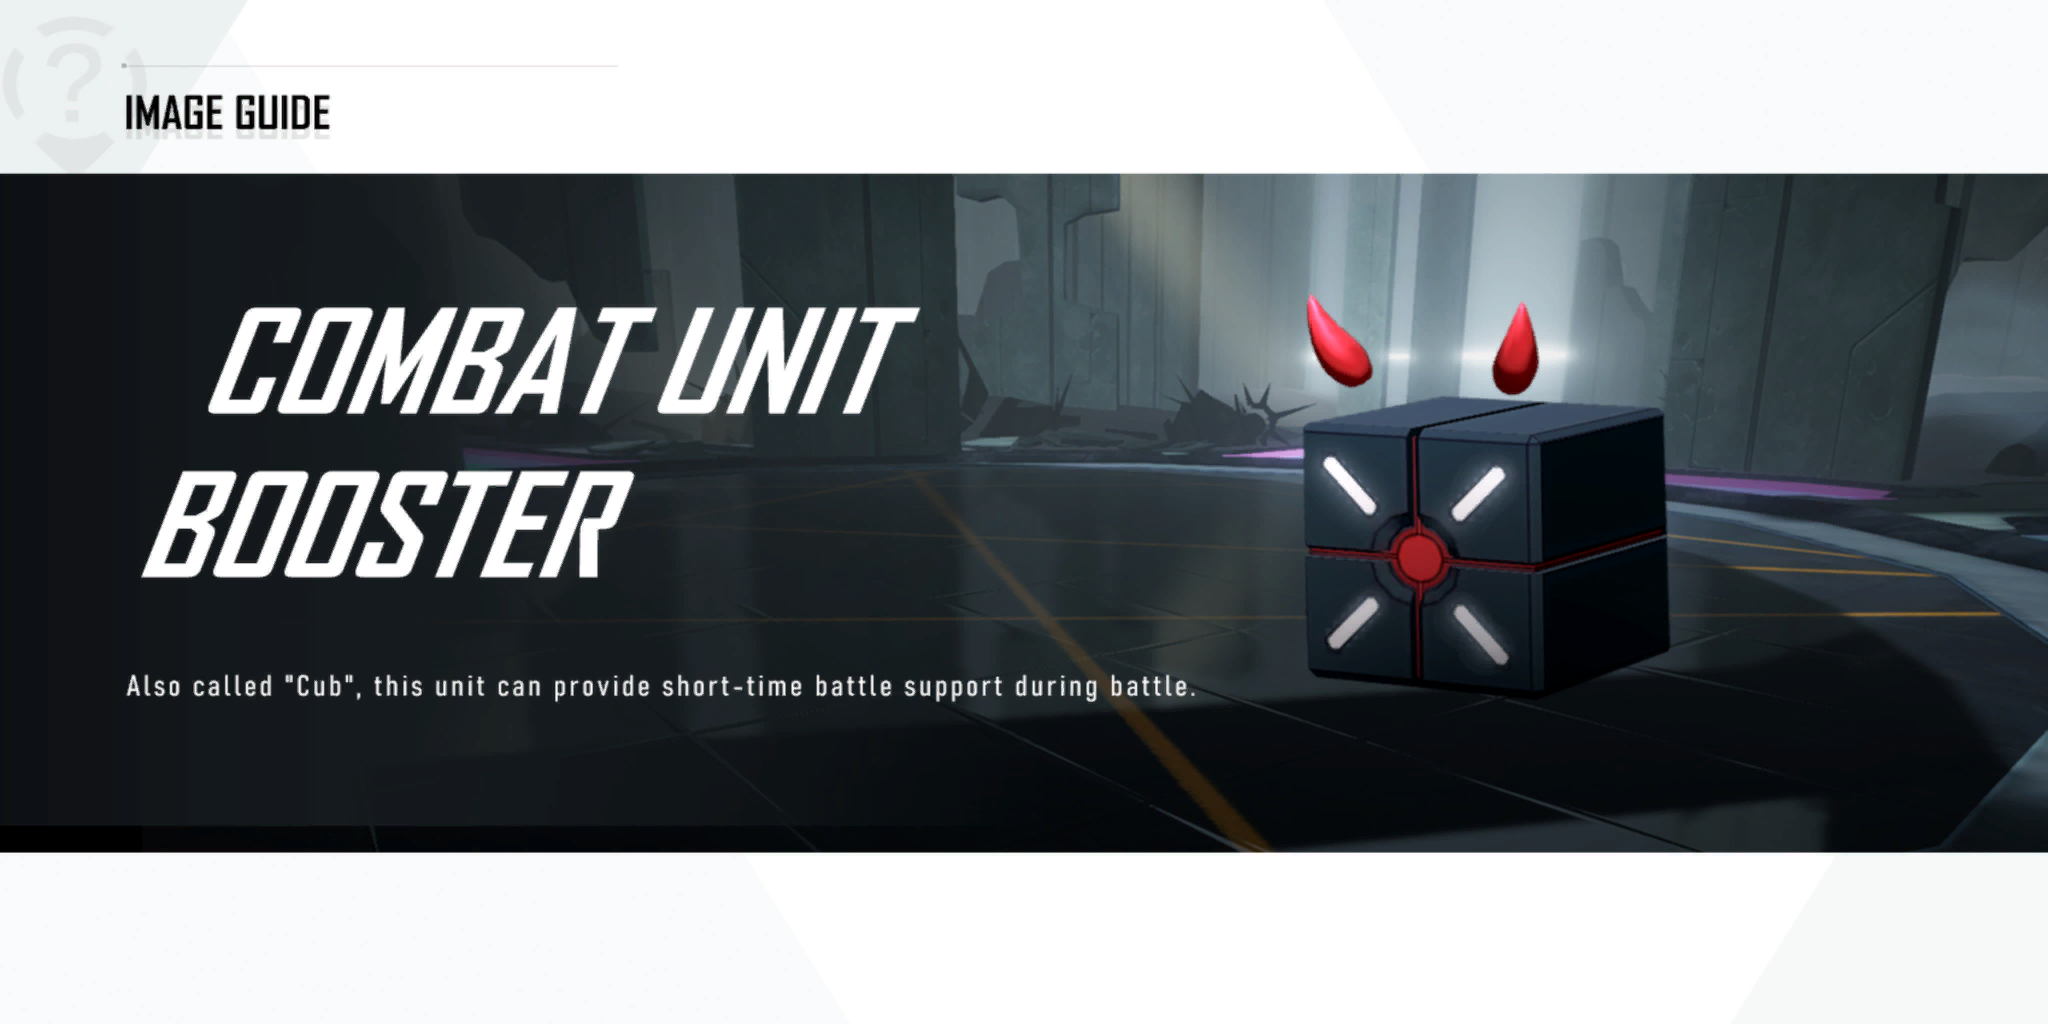 IMAGE GUIDE
COMBAT UNIT
BOOSTER
Also called "Cub", this unit can provide short-time battle support during battle.